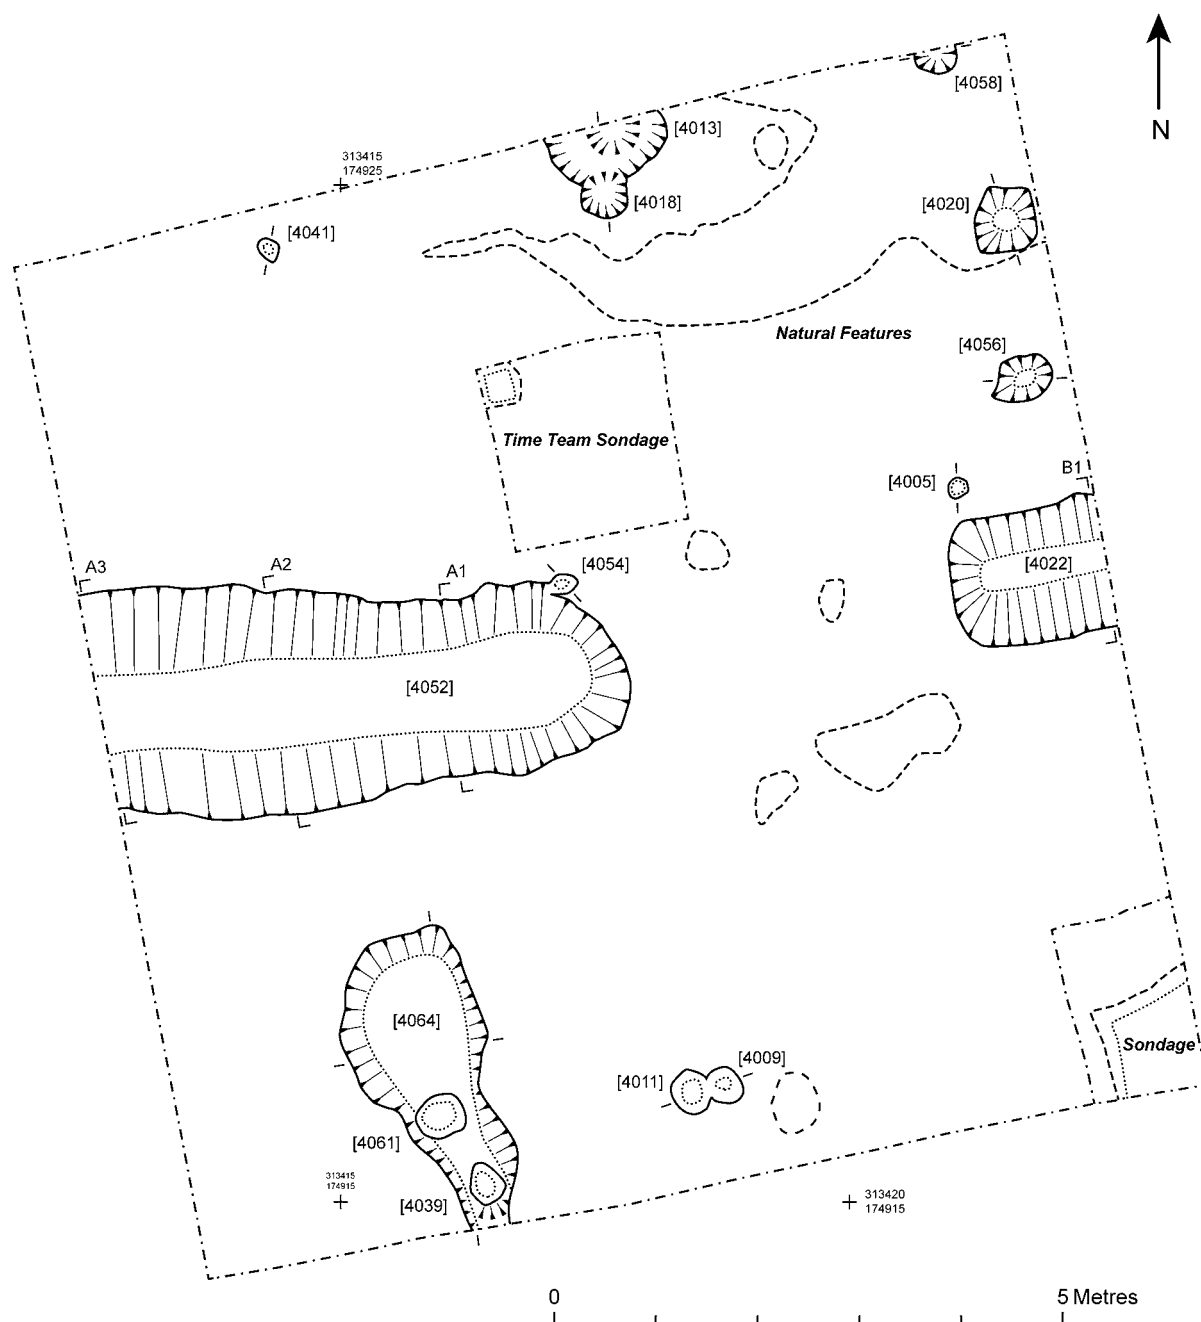 [4058]
N
[4013]
313415
174925
[4018]
[4020]
[4041]
Natural Features
[4056]
Time Team Sondage
B1
[4005]
A3
A2
A1
[4054]
[4022]
[4052]
[4064]
Sondage
[4009]
[4011]
[4061]
313415
174915
[4039]
313420
174915
0
5 Metres